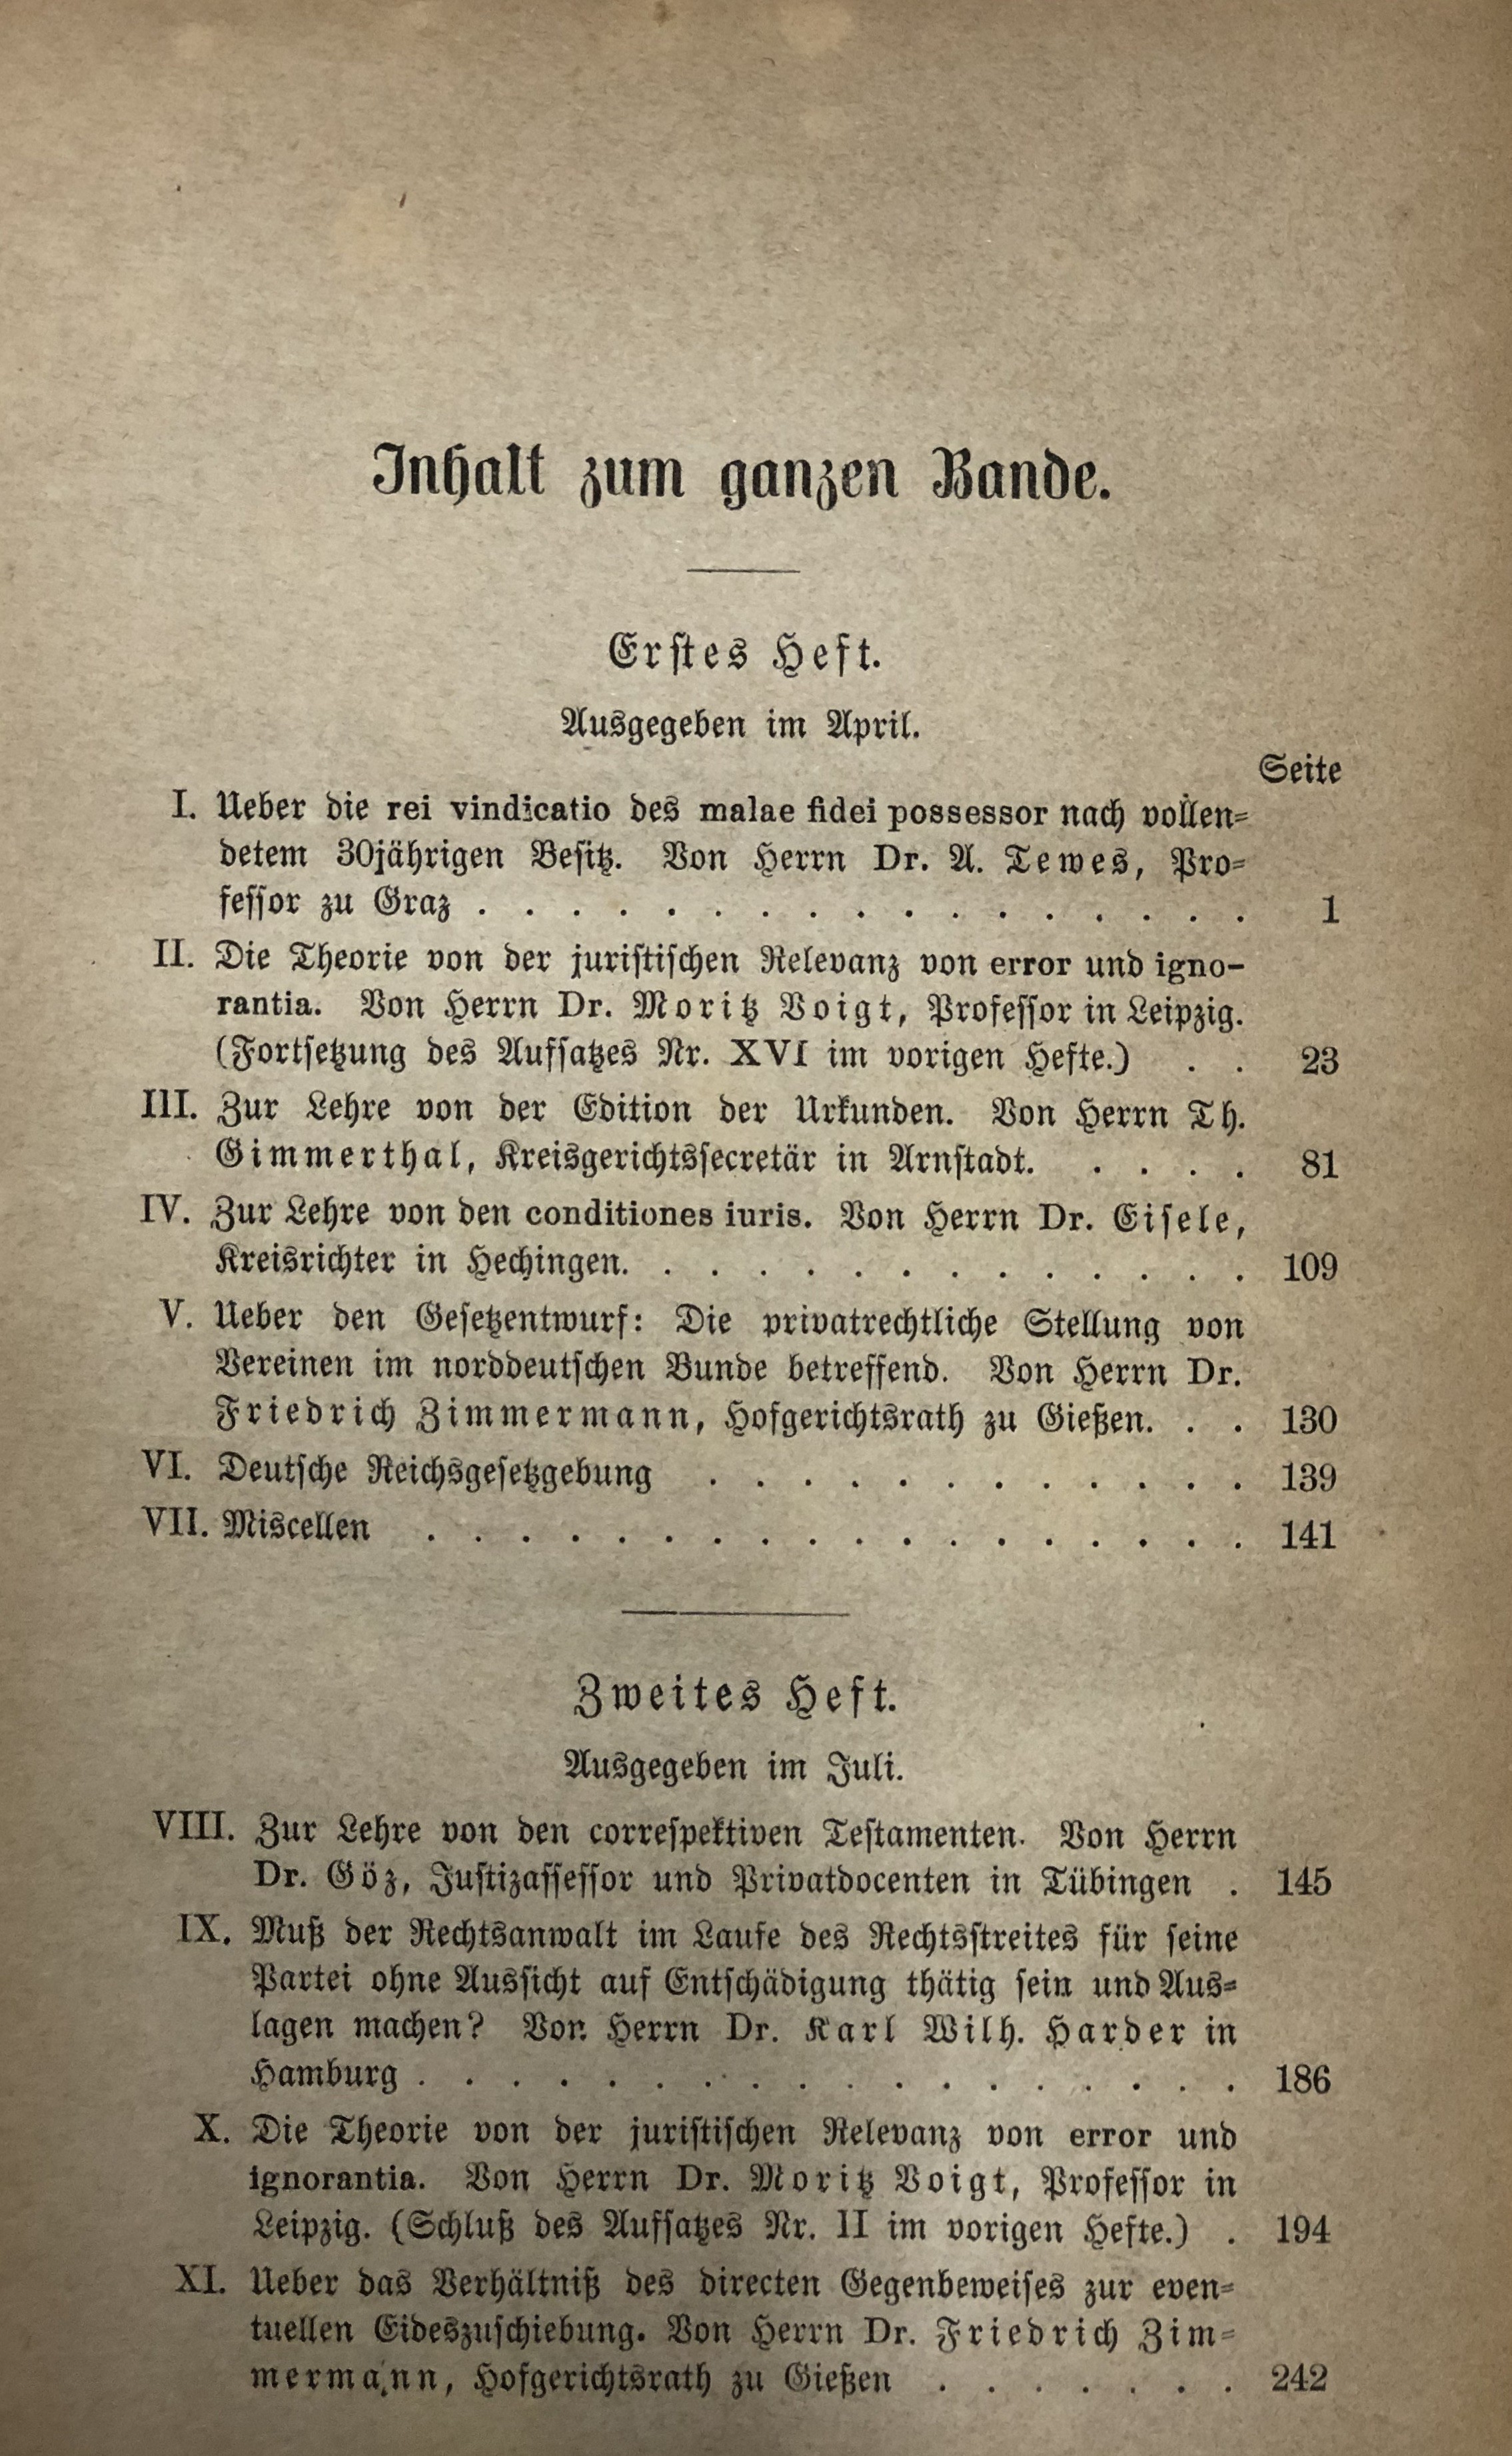 Inhalt zum ganzen Bande.
Erstes Heft.
Ausgegeben im April.
Seite
I. Ueber die rei vindicatio des malae fidei possessor nach vollen-
detem 30jährigen Besitz. Von Herrn Dr. A. Tewes, Pro-
fessor zu Graz . . . . . . . . . . . . . . . . . 1
II. Die Theorie von der juristischen Relevanz von error und igno-
rantia. Von Herrn Dr. Moritz Voigt, Professor in Leipzig.
(Fortsetzung des Aufsatzes Nr. XVI im vorigen Hefte.) . . 23
III. Zur Lehre von der Edition der Urkunden. Von Herrn Th.
Gimmerthal, Kreisgerichtssecretär in Arnstadt. . . . . 81
IV. Zur Lehre von den conditiones iuris. Von Herrn Dr. Eisele,
Kreisrichter in Hechingen. . . . . . . . . . . . . . 109
V. Ueber den Gesetzentwurf: Die privatrechtliche Stellung von
Vereinen im norddeutschen Bunde betreffend. Von Herrn Dr.
Friedrich Zimmermann, Hofgerichtsrath zu Gießen. . . 130
VI. Deutsche Reichsgesetzgebung . . . . . . . . . . . . 139
VII. Miscellen . . . . . . . . . . . . . . . . . . 141
Zweites Heft.
Ausgegeben im Juli.
VIII. Zur Lehre von den correspektiven Testamenten. Von Herrn
Dr. Göz, Justizassessor und Privatdocenten in Tübingen . 145
IX. Muß der Rechtsanwalt im Laufe des Rechtsstreites für seine
Partei ohne Aussicht auf Entschädigung thätig sein und Aus-
lagen machen? Von Herrn Dr. Karl Wilh. Harder in
Hamburg . . . . . . . . . . . . . . . . . . 186
X. Die Theorie von der juristischen Relevanz von error und
ignorantia. Von Herrn Dr. Moritz Voigt, Professor in
Leipzig. (Schluß des Aufsatzes Nr. II im vorigen Hefte.) . 194
XI. Ueber das Verhältniß des directen Gegenbeweises zur even-
tuellen Eideszuschiebung. Von Herrn Dr. Friedrich Zim-
mermann, Hofgerichtsrath zu Gießen . . . . . . . 242